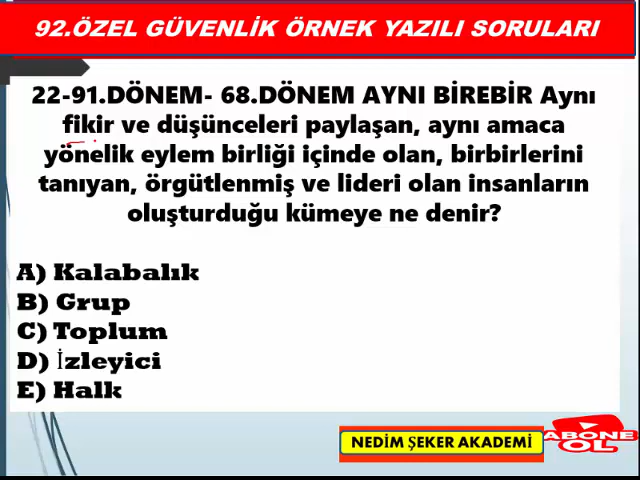 92.ÖZEL GÜVENLİK ÖRNEK YAZILI SORULARI
22-91.DÖNEM- 68.DÖNEM AYNI BİREBİR Aynı
fikir ve düşünceleri paylaşan, aynı amaca
yönelik eylem birliği içinde olan, birbirlerini
tanıyan, örgütlenmiş ve lideri olan insanların
oluşturduğu kümeye ne denir?
A) Kalabalık
B) Grup
C) Toplum
D) İzleyici
E) Halk
NEDİM ŞEKER AKADEMİ
ABONE
OL